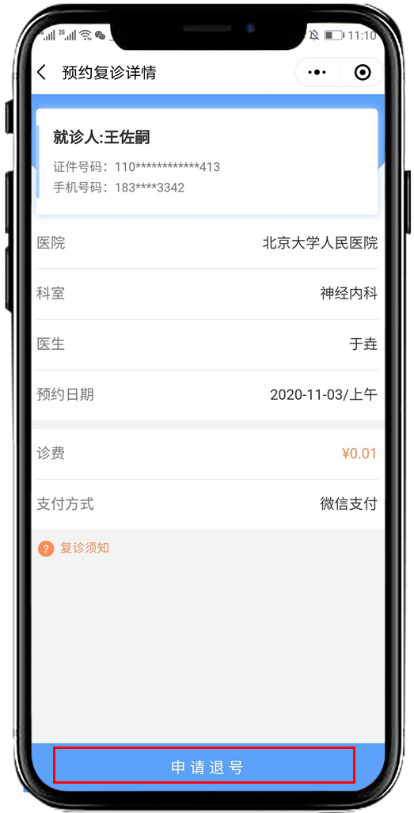 11:10
预约复诊详情
就诊人:王佐嗣
证件号码：110************413
手机号码：183****3342
医院 北京大学人民医院
科室 神经内科
医生 于垚
预约日期 2020-11-03/上午
诊费 ¥0.01
支付方式 微信支付
? 复诊须知
申请退号